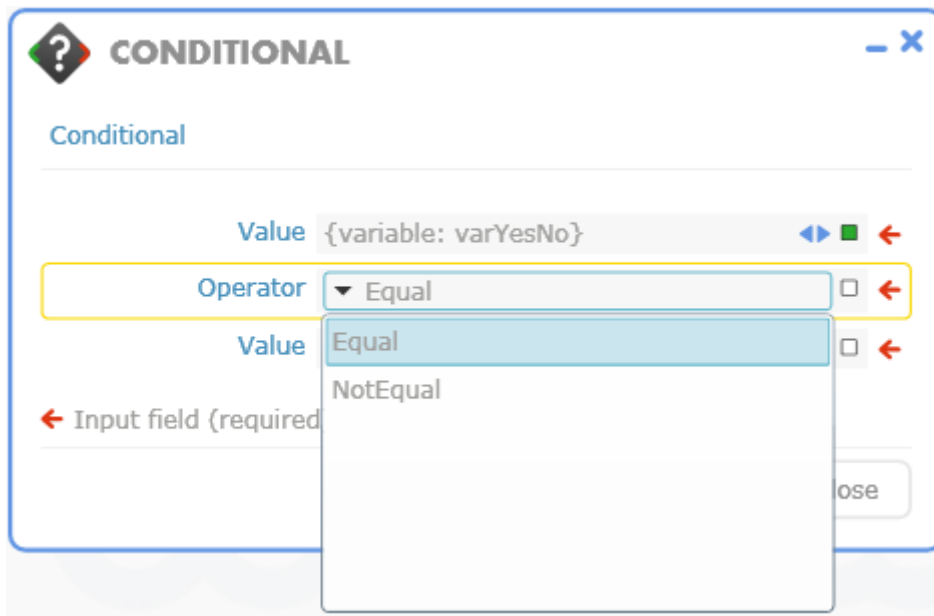 CONDITIONAL
Conditional
Value {variable: varYesNo}
Operator Equal
Value Equal
NotEqual
Input field (required
lose